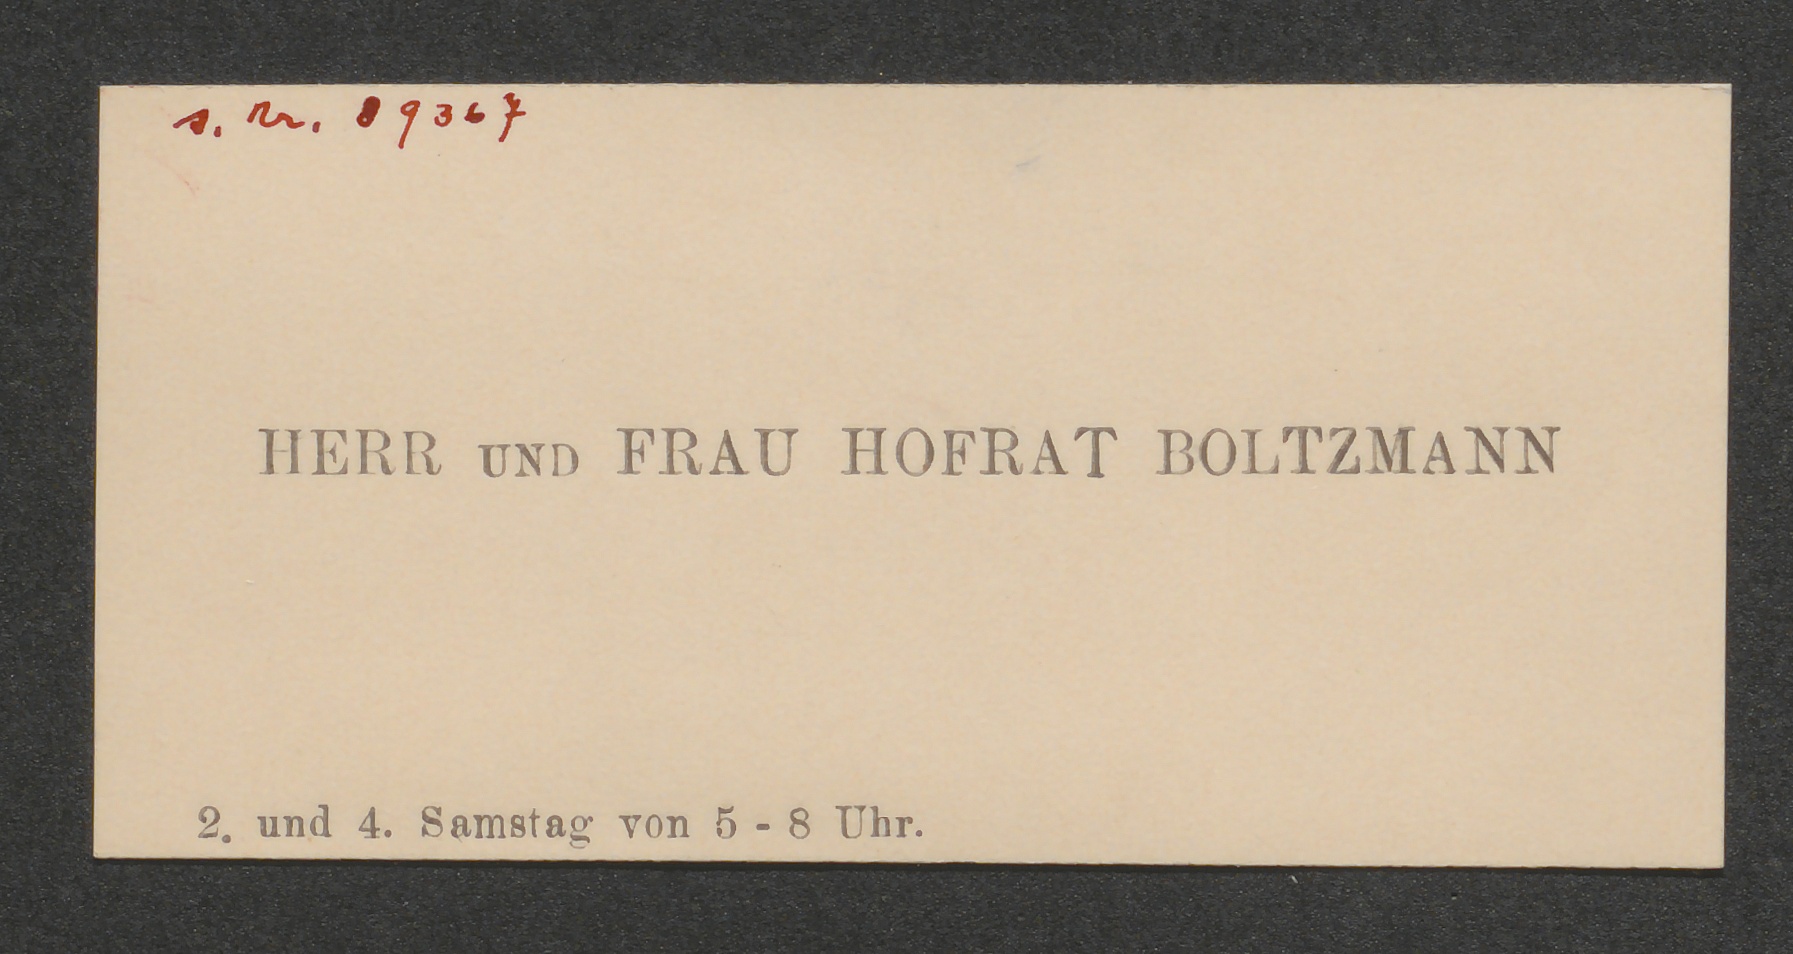 s. Nr. 89367
HERR UND FRAU HOFRAT BOLTZMANN
2. und 4. Samstag von 5 - 8 Uhr.